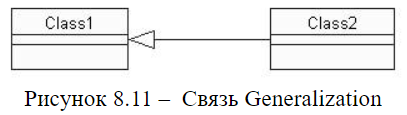 Class1
Class2
Рисунок 8.11 – Связь Generalization